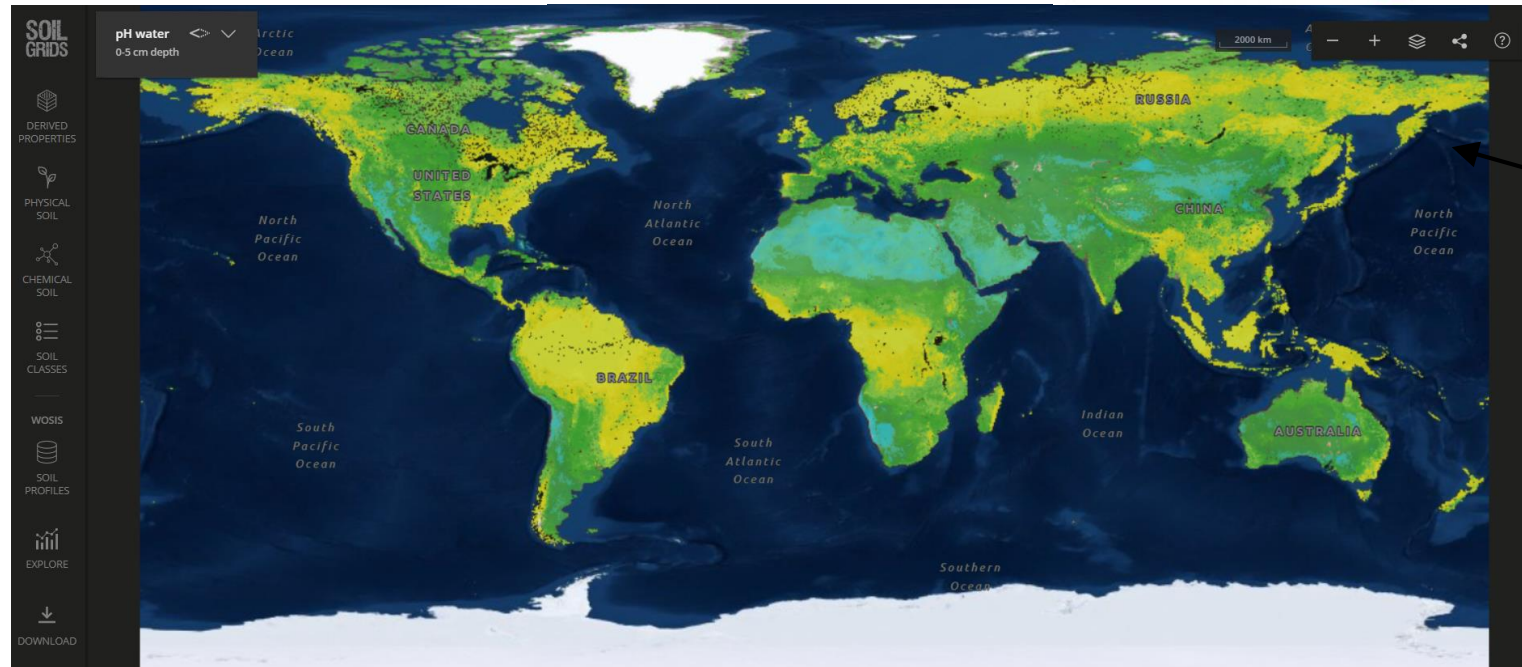 SOIL
GRIDS
pH water
0-5 cm depth
Arctic
Ocean
2000 km
A
DERIVED
PROPERTIES
PHYSICAL
SOIL
CHEMICAL
SOIL
SOIL
CLASSES
WOSIS
SOIL
PROFILES
EXPLORE
DOWNLOAD
RUSSIA
CANADA
UNITED
STATES
CHINA
North
Pacific
Ocean
North
Atlantic
Ocean
North
Pacific
Ocean
BRAZIL
South
Pacific
Ocean
South
Atlantic
Ocean
Indian
Ocean
AUSTRALIA
Southern
Ocean